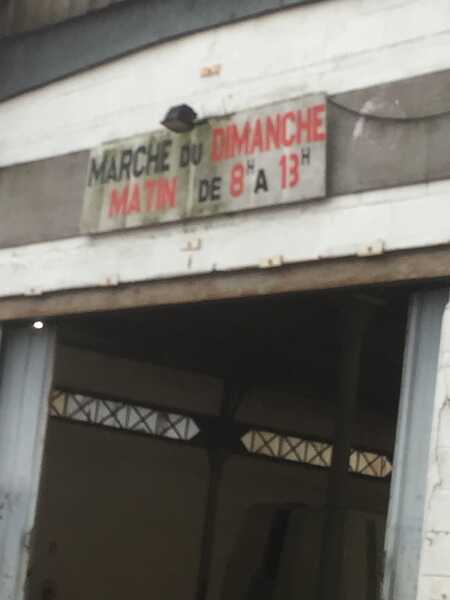 MARCHE DU DIMANCHE
MATIN DE 8H A 13H